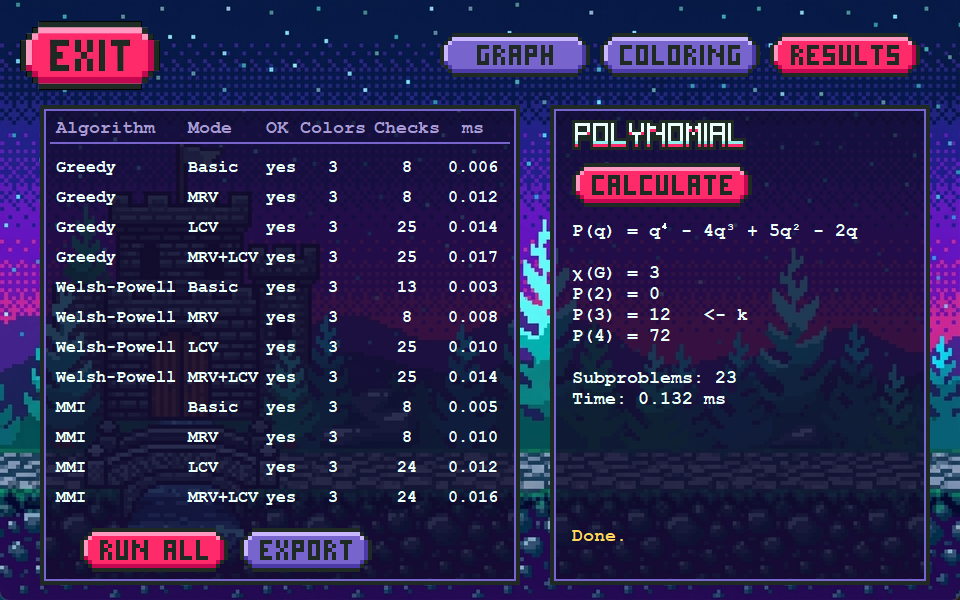 EXIT
GRAPH COLORING RESULTS
Algorithm Mode OK Colors Checks ms
Greedy Basic yes 3 8 0.006
Greedy MRV yes 3 8 0.012
Greedy LCV yes 3 25 0.014
Greedy MRV+LCV yes 3 25 0.017
Welsh-Powell Basic yes 3 13 0.003
Welsh-Powell MRV yes 3 8 0.008
Welsh-Powell LCV yes 3 25 0.010
Welsh-Powell MRV+LCV yes 3 25 0.014
MMI Basic yes 3 8 0.005
MMI MRV yes 3 8 0.010
MMI LCV yes 3 24 0.012
MMI MRV+LCV yes 3 24 0.016
RUN ALL EXPORT
POLYNOMIAL
CALCULATE
P(q) = q⁴ - 4q³ + 5q² - 2q
χ(G) = 3
P(2) = 0
P(3) = 12 <- k
P(4) = 72
Subproblems: 23
Time: 0.132 ms
Done.